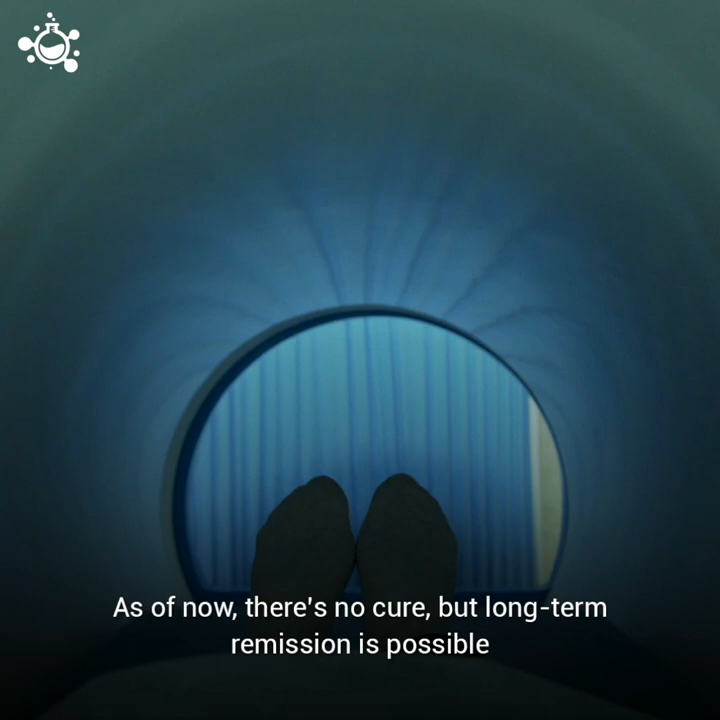 As of now, there's no cure, but long-term
remission is possible